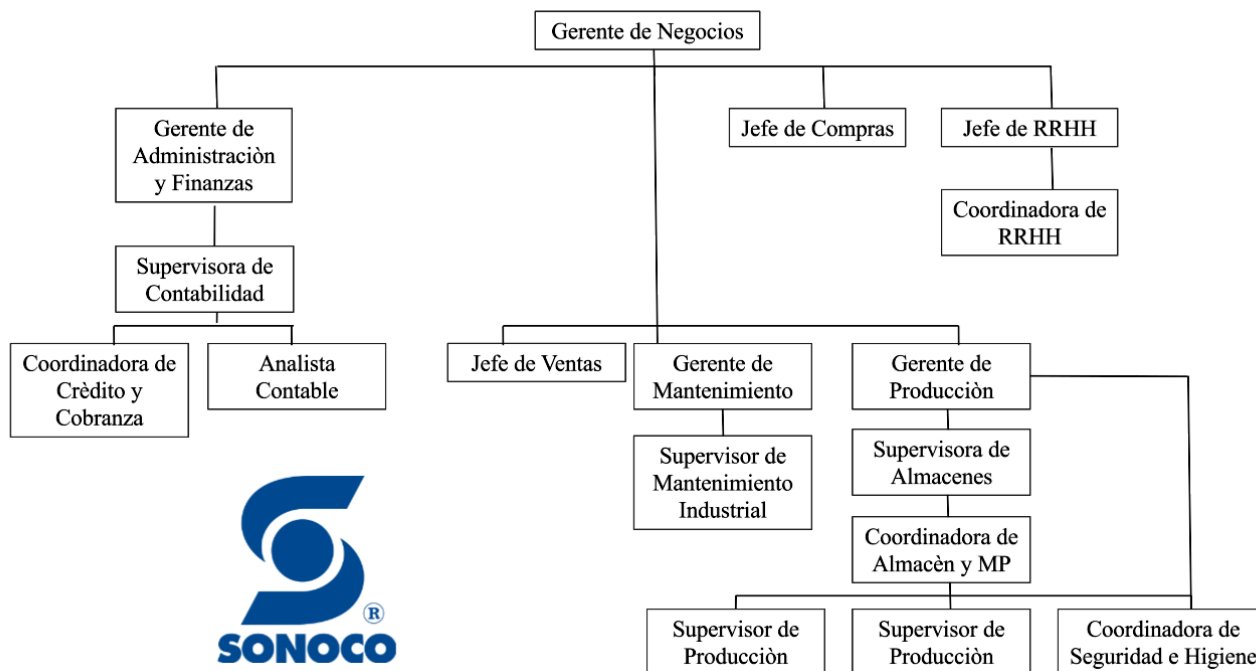 Gerente de Negocios
Gerente de
Administraciòn
y Finanzas
Jefe de Compras
Jefe de RRHH
Coordinadora de
RRHH
Supervisora de
Contabilidad
Coordinadora de
Crèdito y
Cobranza
Analista
Contable
Jefe de Ventas
Gerente de
Mantenimiento
Gerente de
Producciòn
Supervisor de
Mantenimiento
Industrial
Supervisora de
Almacenes
Coordinadora de
Almacèn y MP
Supervisor de
Producciòn
Supervisor de
Producciòn
Coordinadora de
Seguridad e Higiene
®
SONOCO